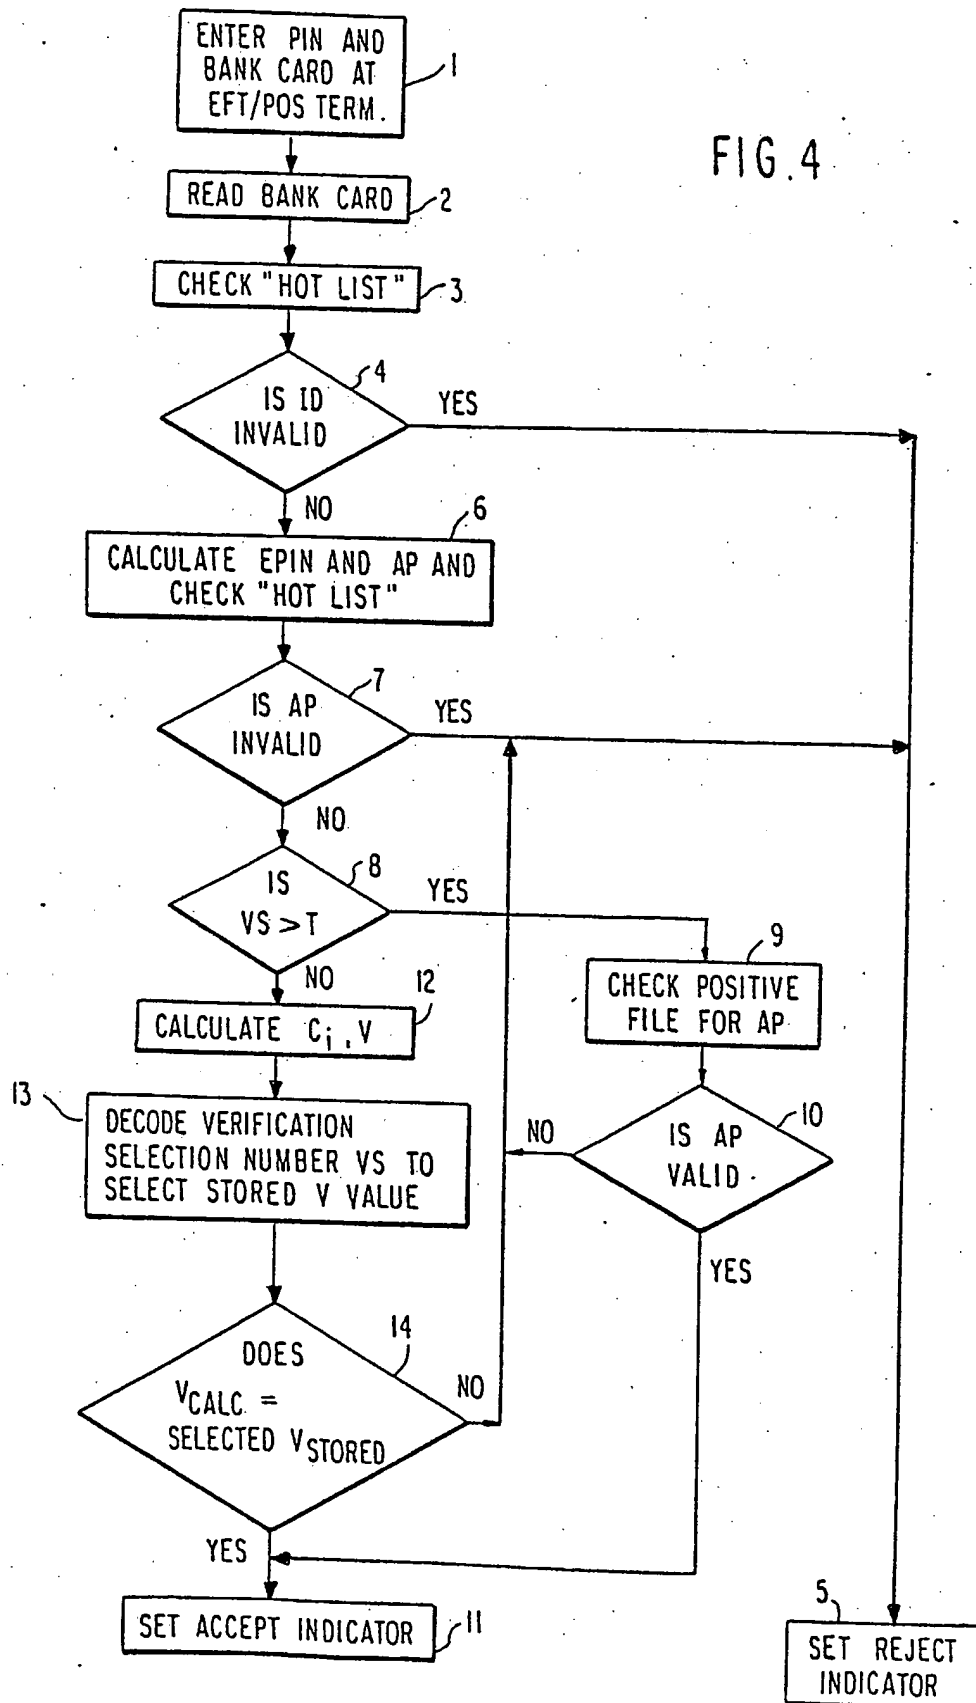 ENTER PIN AND
BANK CARD AT
EFT/POS TERM.
1
FIG.4
READ BANK CARD
2
CHECK "HOT LIST"
3
4
IS ID
INVALID
YES
NO
6
CALCULATE EPIN AND AP AND
CHECK "HOT LIST"
7
IS AP
INVALID
YES
NO
8
IS
VS > T
YES
NO
9
CHECK POSITIVE
FILE FOR AP
12
CALCULATE Ci, V
13
DECODE VERIFICATION
SELECTION NUMBER VS TO
SELECT STORED V VALUE
10
IS AP
VALID
NO
YES
14
DOES
VCALC =
SELECTED VSTORED
NO
YES
SET ACCEPT INDICATOR
11
5
SET REJECT
INDICATOR